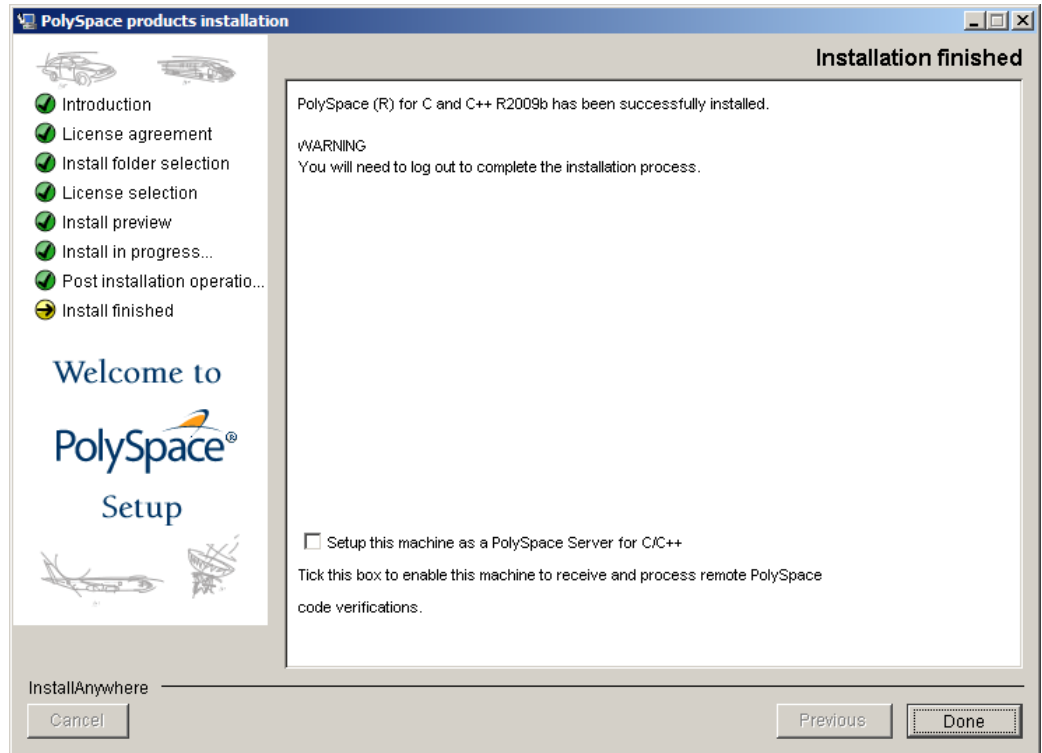 PolySpace products installation
Installation finished
Introduction
License agreement
Install folder selection
License selection
Install preview
Install in progress...
Post installation operatio...
Install finished
Welcome to
PolySpace®
Setup
PolySpace (R) for C and C++ R2009b has been successfully installed.
WARNING
You will need to log out to complete the installation process.
Setup this machine as a PolySpace Server for C/C++
Tick this box to enable this machine to receive and process remote PolySpace
code verifications.
InstallAnywhere
Cancel
Previous
Done